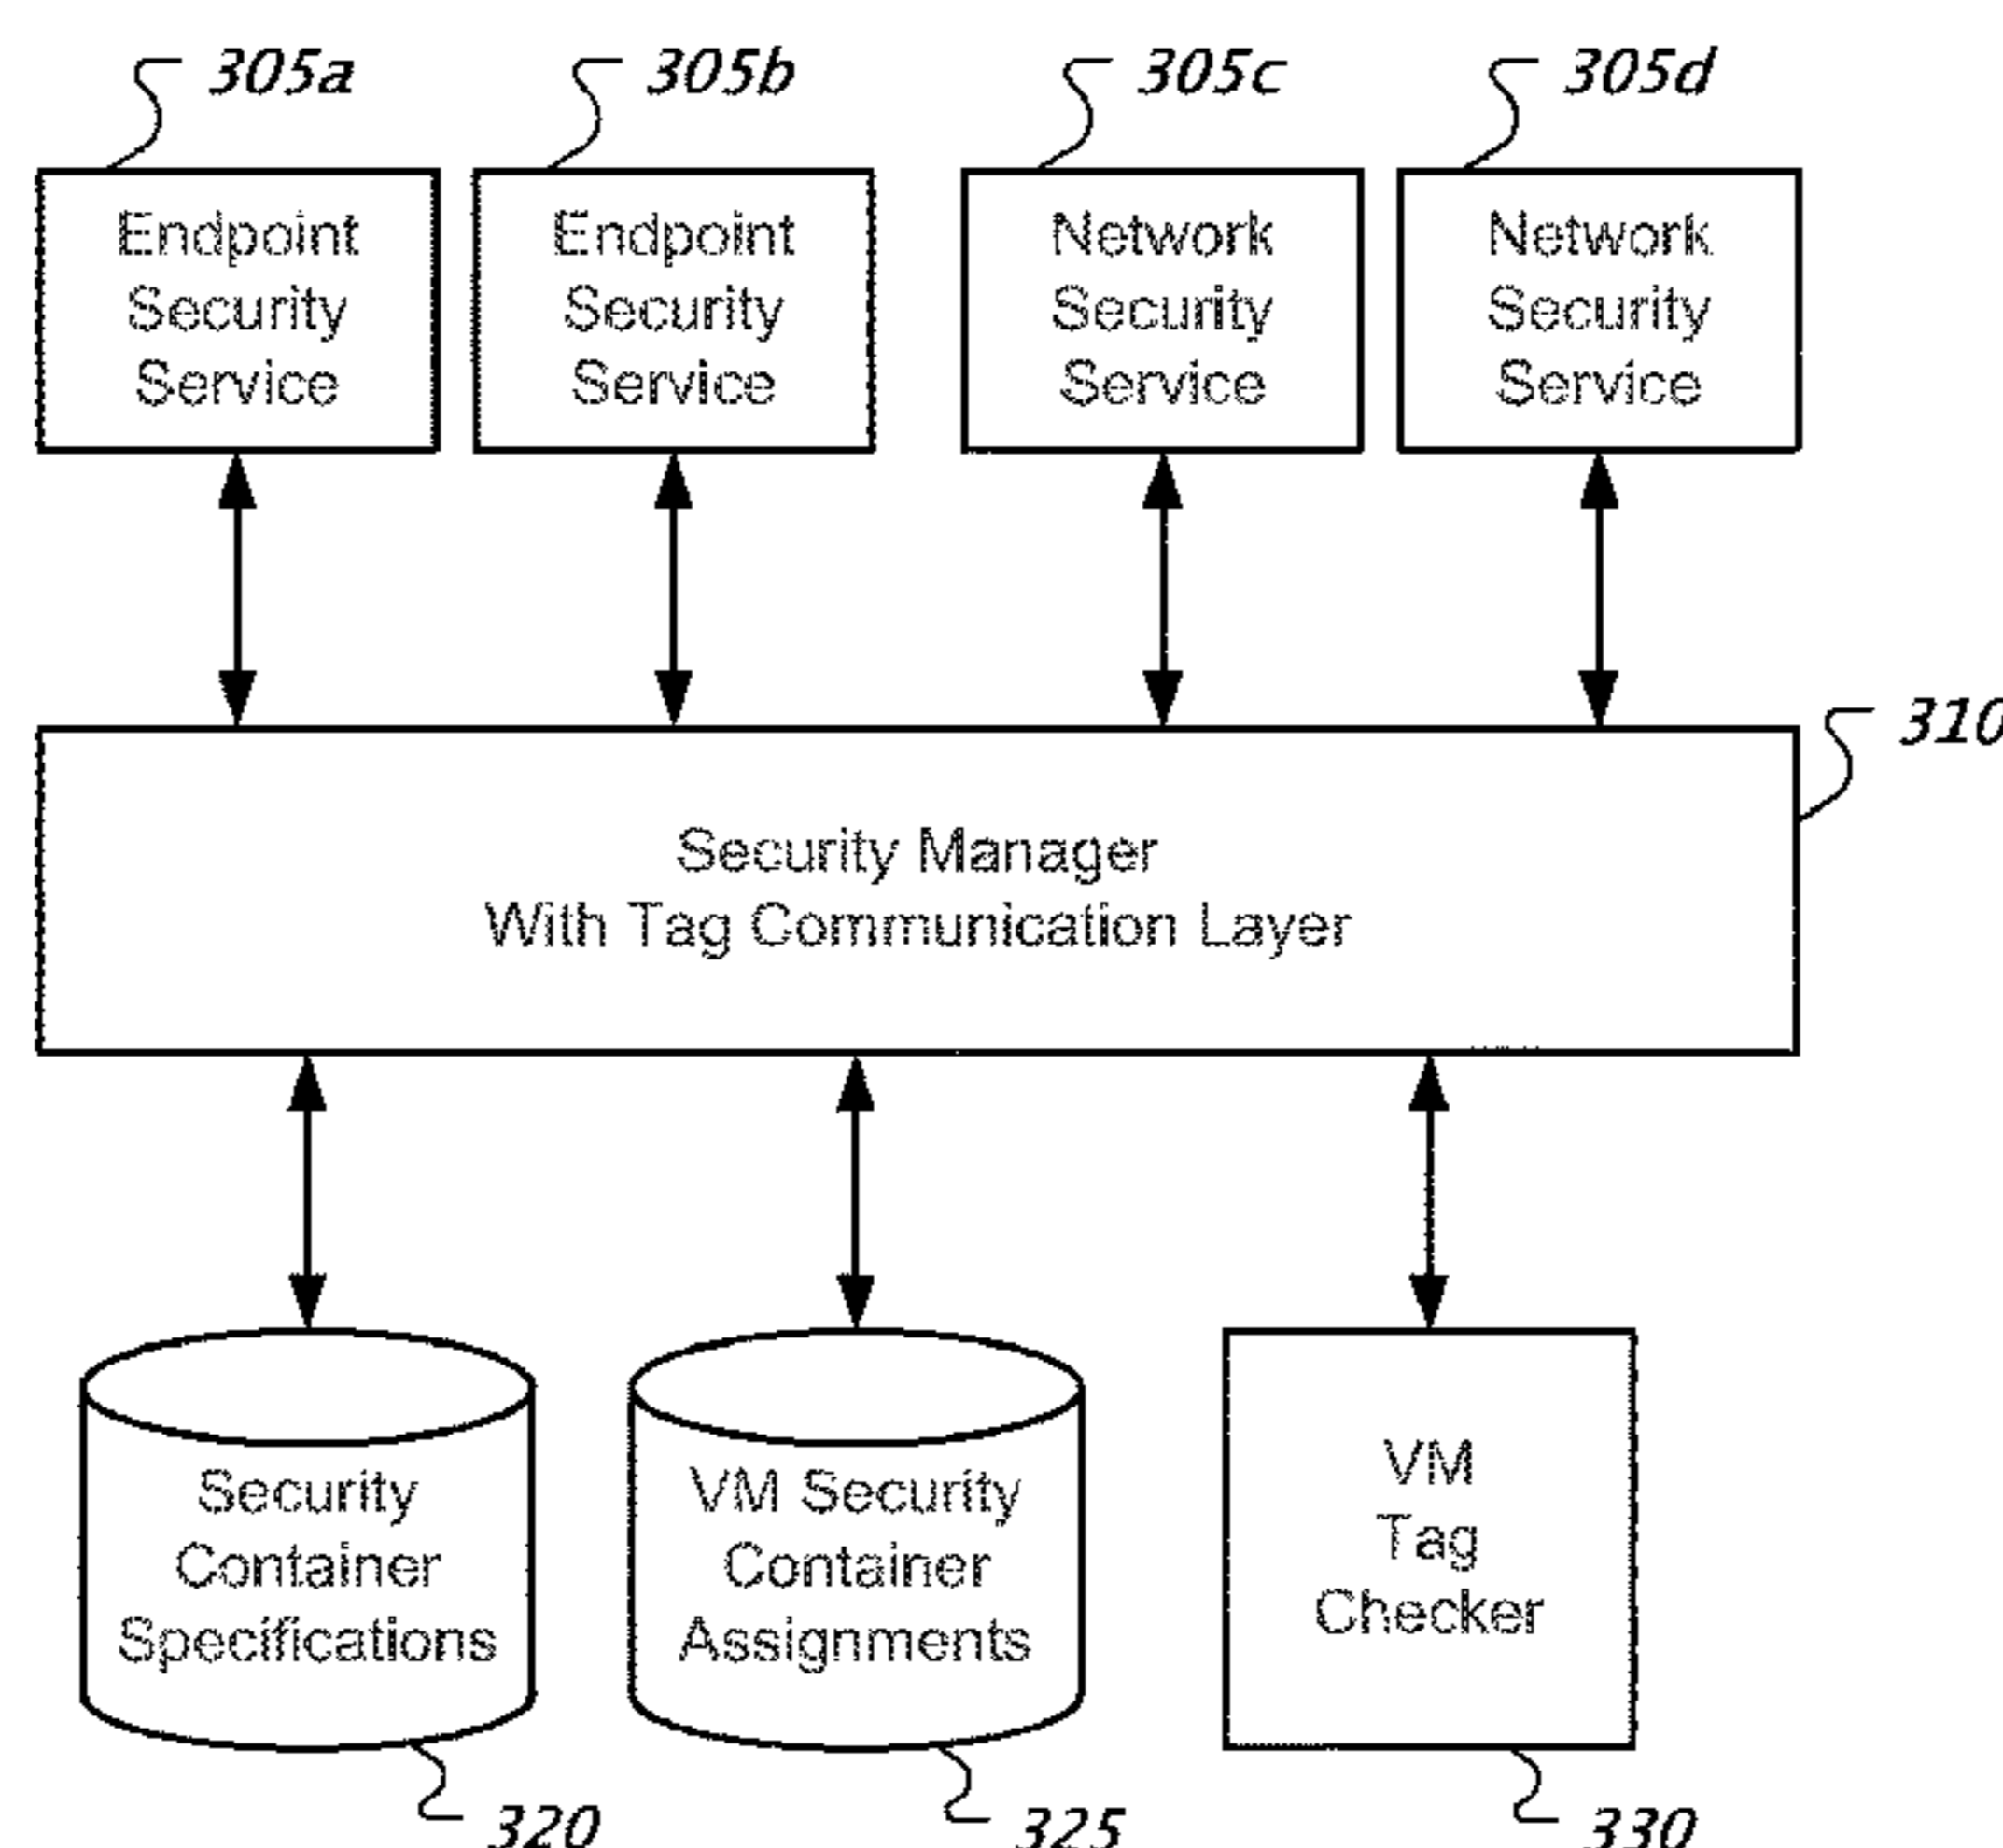 305a
305b
305c
305d
Endpoint
Security
Service
Endpoint
Security
Service
Network
Security
Service
Network
Security
Service
310
Security Manager
With Tag Communication Layer
Security
Container
Specifications
VM Security
Container
Assignments
VM
Tag
Checker
320
325
330